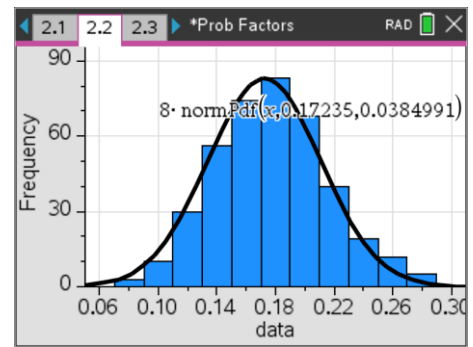 2.1 2.2 2.3 *Prob Factors RAD
90
60
30
0
Frequency
8· normPdf(x,0.17235,0.0384991)
0.06 0.10 0.14 0.18 0.22 0.26 0.30
data